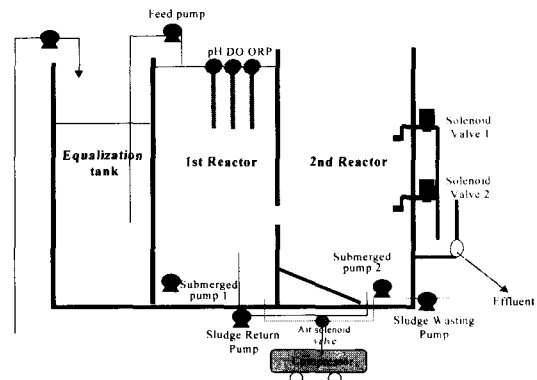 Feed pump
pH DO ORP
Solenoid
Valve 1
Equalization
tank
1st Reactor
2nd Reactor
Solenoid
Valve 2
Submerged
pump 1
Submerged
pump 2
Effluent
Sludge Return
Pump
Air solenoid
valve
Sludge Wasting
Pump